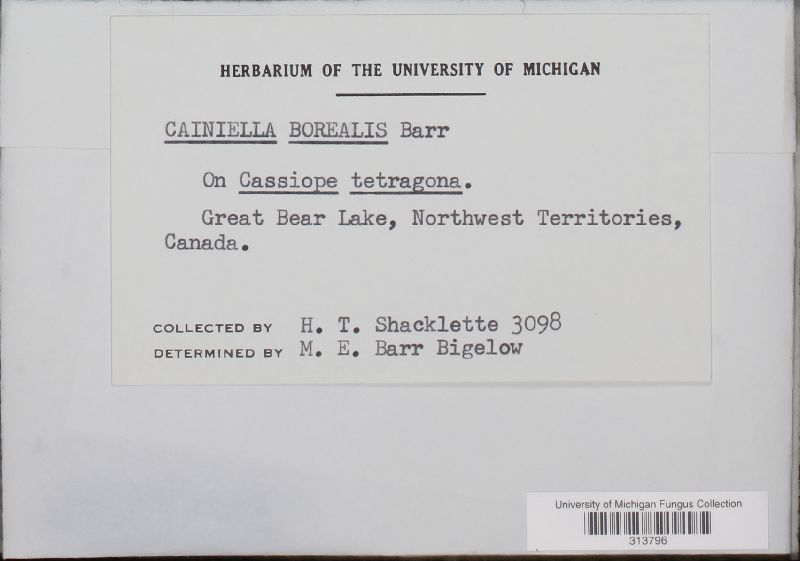 HERBARIUM OF THE UNIVERSITY OF MICHIGAN
CAINIELLA BOREALIS Barr
On Cassiope tetragona.
Great Bear Lake, Northwest Territories,
Canada.
COLLECTED BY H. T. Shacklette 3098
DETERMINED BY M. E. Barr Bigelow
University of Michigan Fungus Collection
313796